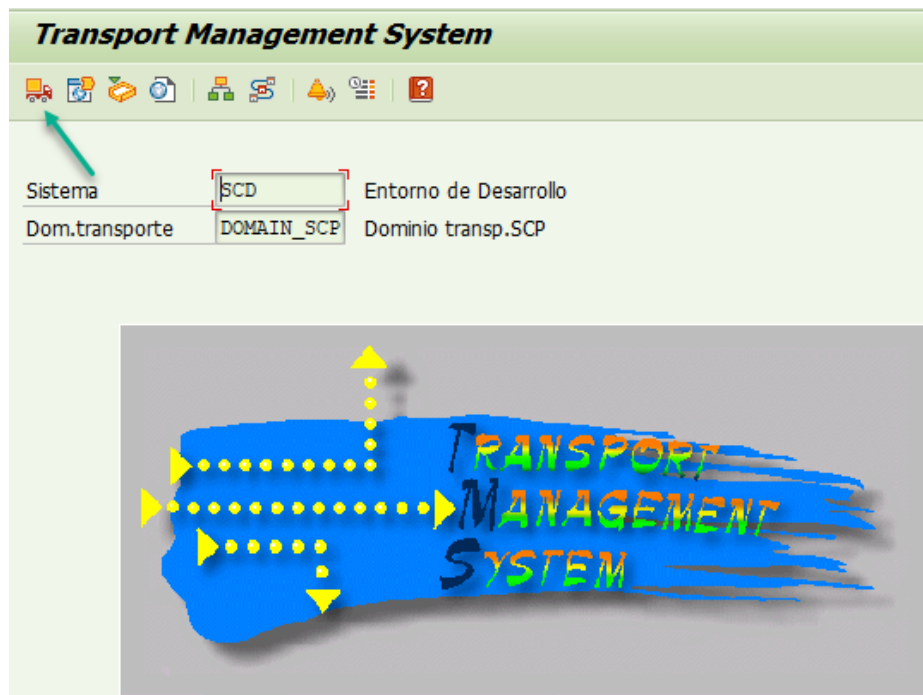 Transport Management System
Sistema SCD Entorno de Desarrollo
Dom.transporte DOMAIN_SCP Dominio transp.SCP
TRANSPORT
MANAGEMENT
SYSTEM